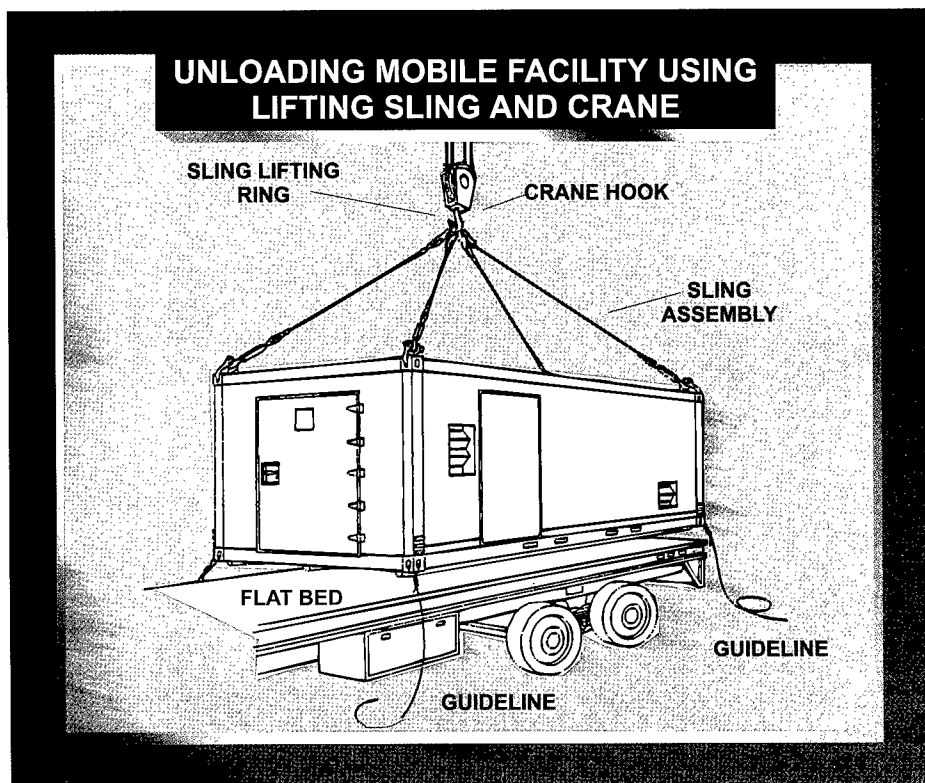 UNLOADING MOBILE FACILITY USING
LIFTING SLING AND CRANE
SLING LIFTING
RING
CRANE HOOK
SLING
ASSEMBLY
FLAT BED
GUIDELINE
GUIDELINE